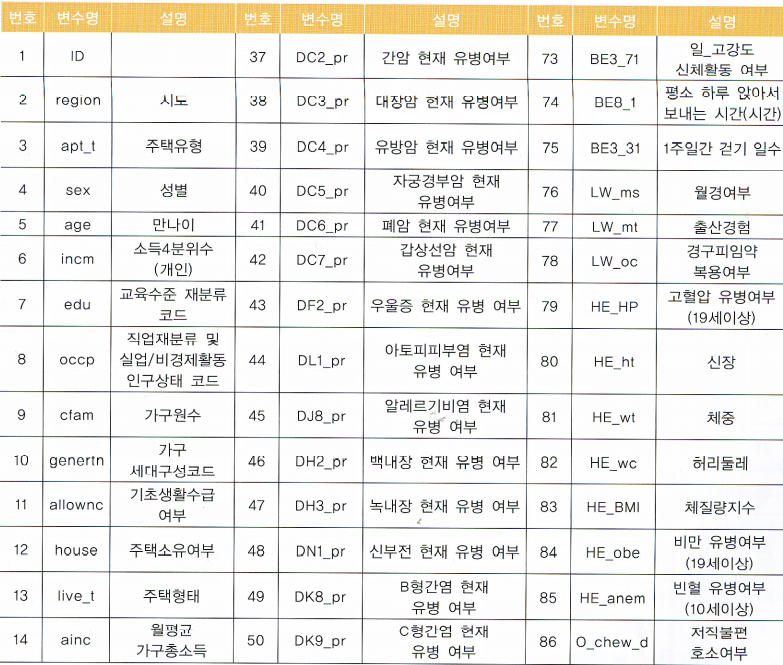 번호 변수명 설명 번호 변수명 설명 번호 변수명 설명
1 ID 37 DC2_pr 간암 현재 유병여부 73 BE3_71 일_고강도
신체활동 여부
2 region 시도 38 DC3_pr 대장암 현재 유병여부 74 BE8_1 평소 하루 앉아서
보내는 시간(시간)
3 apt_t 주택유형 39 DC4_pr 유방암 현재 유병여부 75 BE3_31 1주일간 걷기 일수
4 sex 성별 40 DC5_pr 자궁경부암 현재
유병여부 76 LW_ms 월경여부
5 age 만나이 41 DC6_pr 폐암 현재 유병여부 77 LW_mt 출산경험
6 incm 소득4분위수
(개인) 42 DC7_pr 갑상선암 현재
유병여부 78 LW_oc 경구피임약
복용여부
7 edu 교육수준 재분류
코드 43 DF2_pr 우울증 현재 유병 여부 79 HE_HP 고혈압 유병여부
(19세이상)
8 occp 직업재분류 및
실업/비경제활동
인구상태 코드 44 DL1_pr 아토피피부염 현재
유병 여부 80 HE_ht 신장
9 cfam 가구원수 45 DJ8_pr 알레르기비염 현재
유병 여부 81 HE_wt 체중
10 genertn 가구
세대구성코드 46 DH2_pr 백내장 현재 유병 여부 82 HE_wc 허리둘레
11 allownc 기초생활수급
여부 47 DH3_pr 녹내장 현재 유병 여부 83 HE_BMI 체질량지수
12 house 주택소유여부 48 DN1_pr 신부전 현재 유병 여부 84 HE_obe 비만 유병여부
(19세이상)
13 live_t 주택형태 49 DK8_pr B형간염 현재
유병 여부 85 HE_anem 빈혈 유병여부
(10세이상)
14 ainc 월평균
가구총소득 50 DK9_pr C형간염 현재
유병 여부 86 O_chew_d 저직불편
호소여부